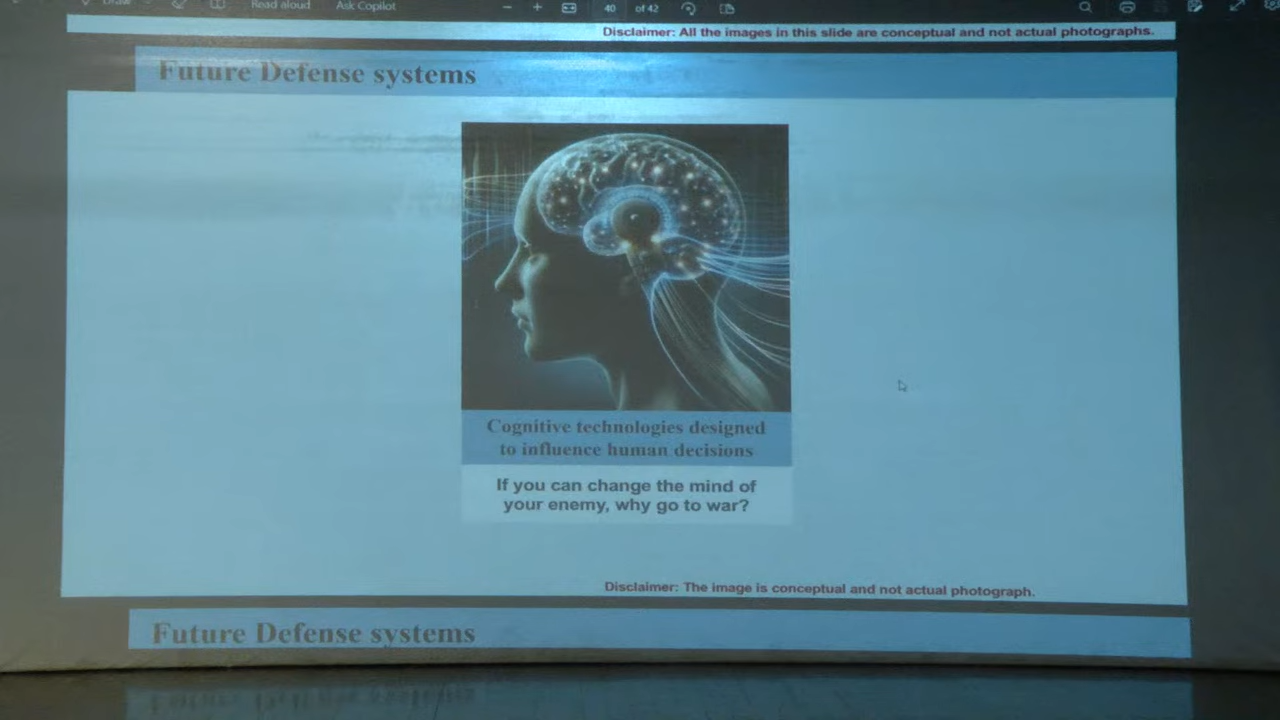 Draw
Read aloud
Ask Copilot
40 of 42
Disclaimer: All the images in this slide are conceptual and not actual photographs.
Future Defense systems
Cognitive technologies designed
to influence human decisions
If you can change the mind of
your enemy, why go to war?
Disclaimer: The image is conceptual and not actual photograph.
Future Defense systems